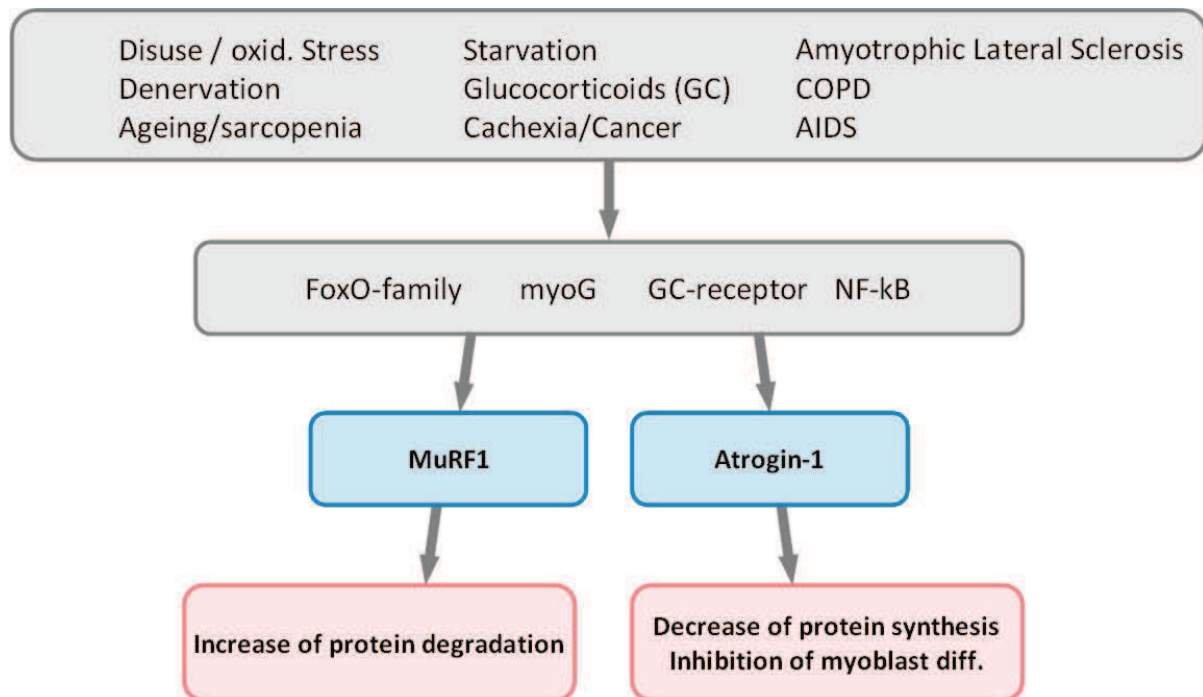 Disuse / oxid. Stress
Denervation
Ageing/sarcopenia
Starvation
Glucocorticoids (GC)
Cachexia/Cancer
Amyotrophic Lateral Sclerosis
COPD
AIDS
FoxO-family myoG GC-receptor NF-kB
MuRF1
Atrogin-1
Increase of protein degradation
Decrease of protein synthesis
Inhibition of myoblast diff.